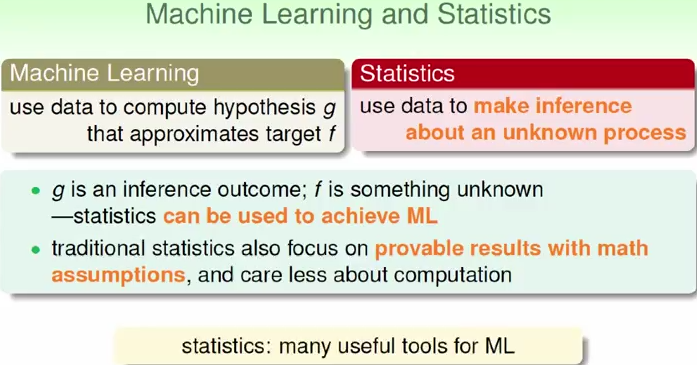 Machine Learning and Statistics
Machine Learning
use data to compute hypothesis g
that approximates target f
Statistics
use data to make inference
about an unknown process
• g is an inference outcome; f is something unknown
—statistics can be used to achieve ML
• traditional statistics also focus on provable results with math
assumptions, and care less about computation
statistics: many useful tools for ML